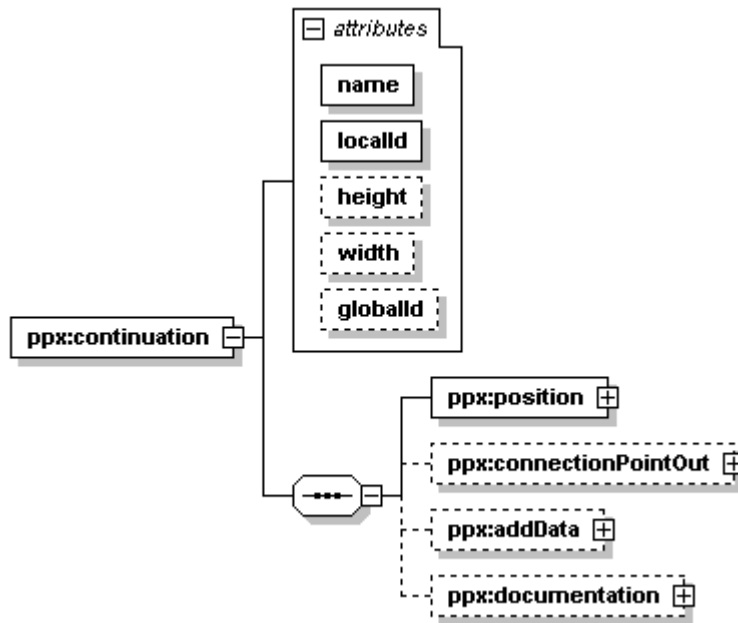 attributes
name
localId
height
width
globalId
ppx:continuation
ppx:position
ppx:connectionPointOut
ppx:addData
ppx:documentation